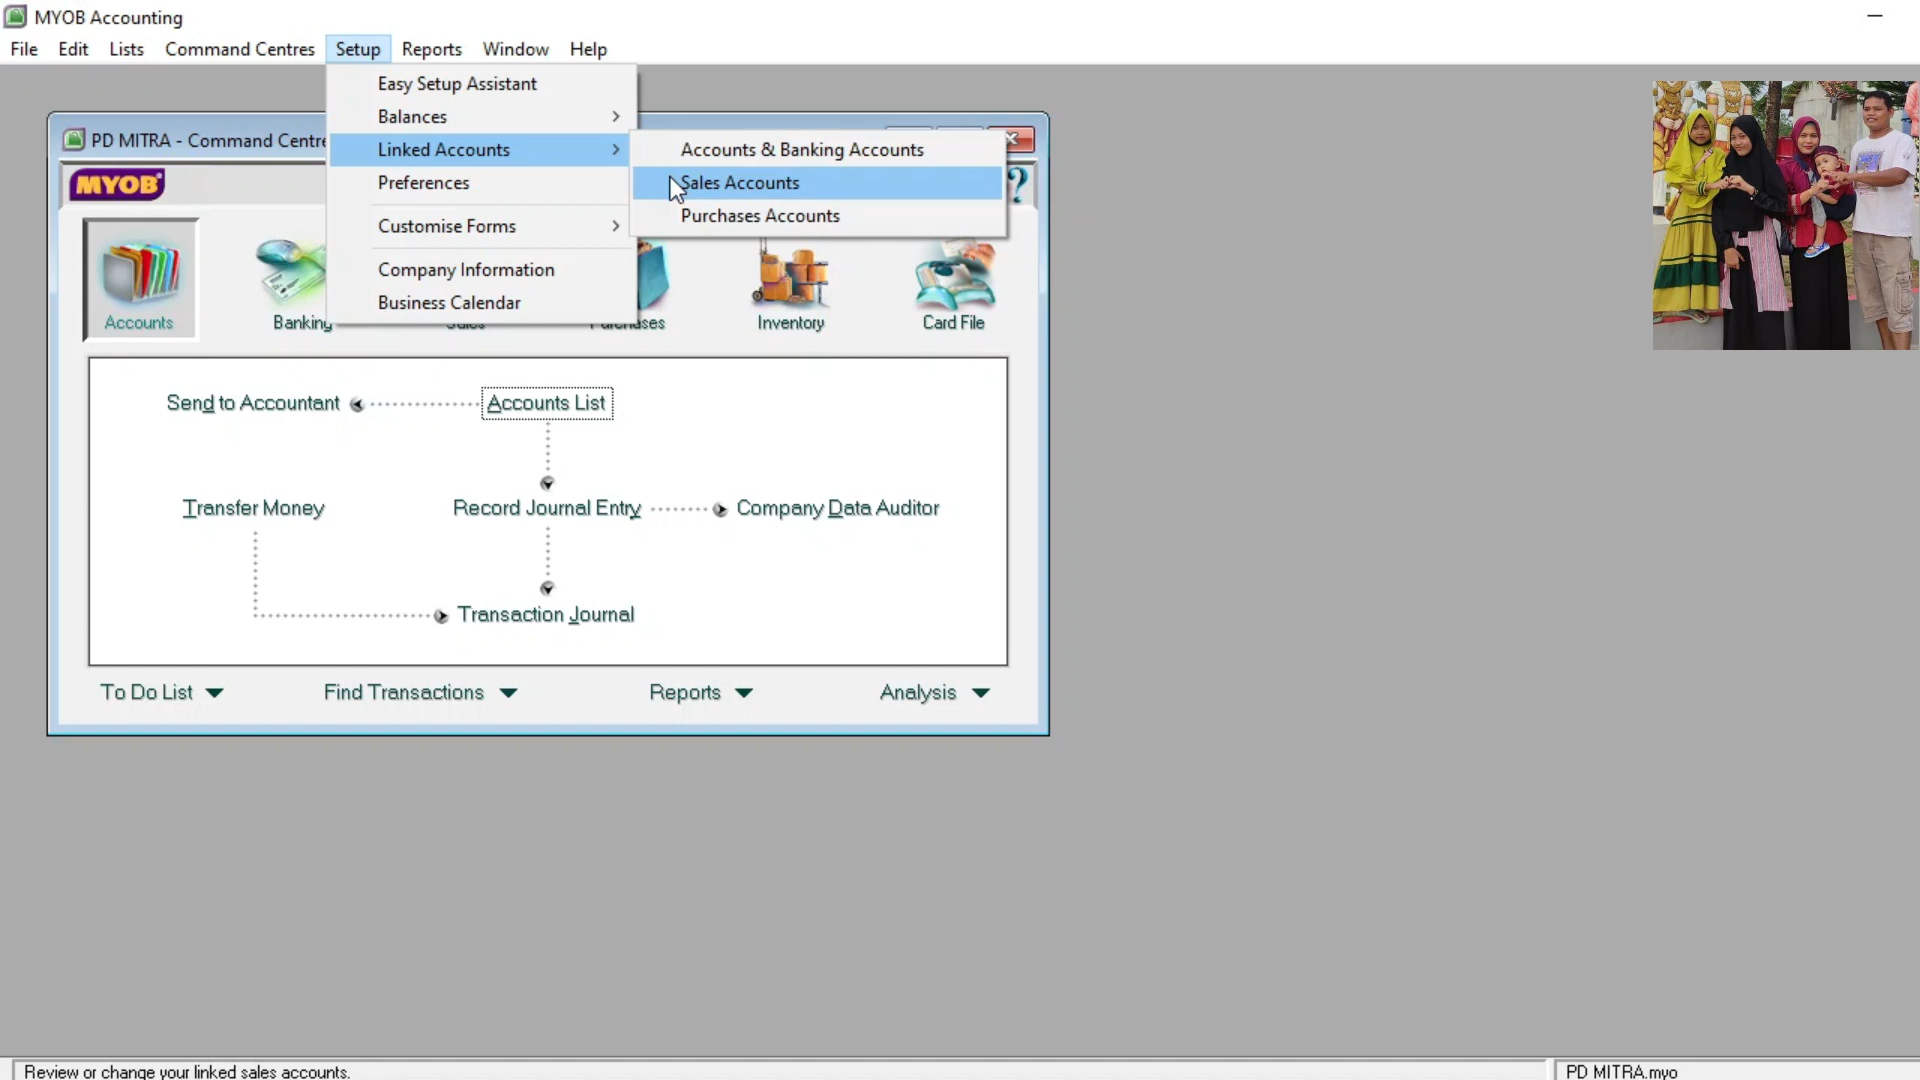 MYOB Accounting
File Edit Lists Command Centres Setup Reports Window Help
Easy Setup Assistant
Balances
Linked Accounts
Preferences
Customise Forms
Company Information
Business Calendar
Accounts & Banking Accounts
Sales Accounts
Purchases Accounts
PD MITRA - Command Centre
MYOB
?
Accounts Banking Sales Purchases Inventory Card File
Send to Accountant Accounts List
Transfer Money Record Journal Entry Company Data Auditor
Transaction Journal
To Do List Find Transactions Reports Analysis
Review or change your linked sales accounts. PD MITRA.myo